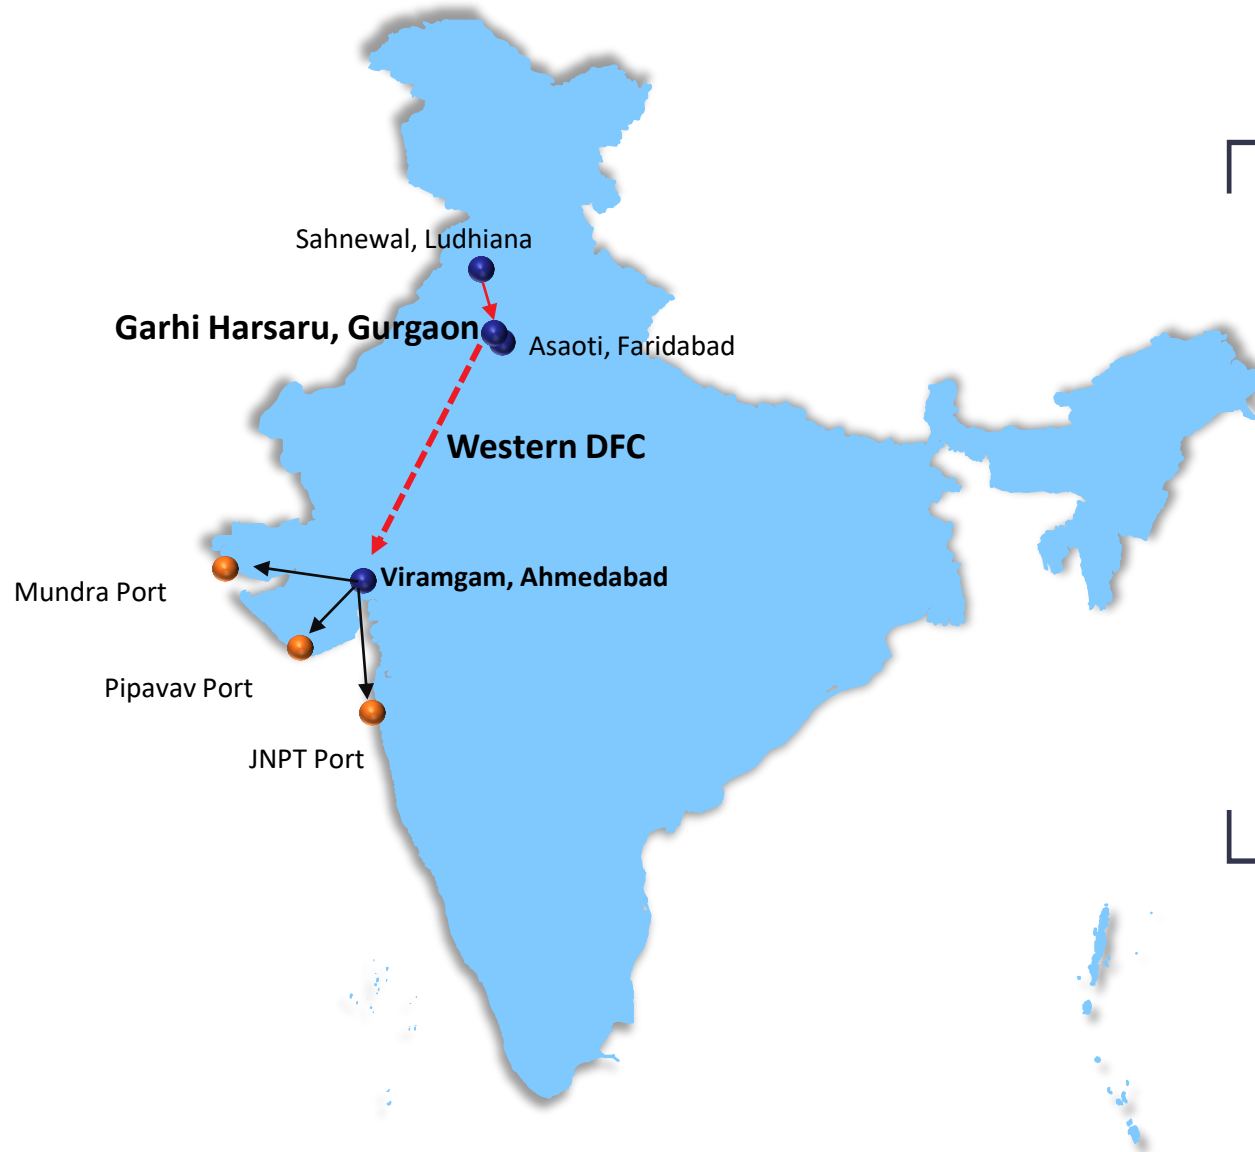 Sahnewal, Ludhiana
Garhi Harsaru, Gurgaon
Asaoti, Faridabad
Western DFC
Viramgam, Ahmedabad
Mundra Port
Pipavav Port
JNPT Port